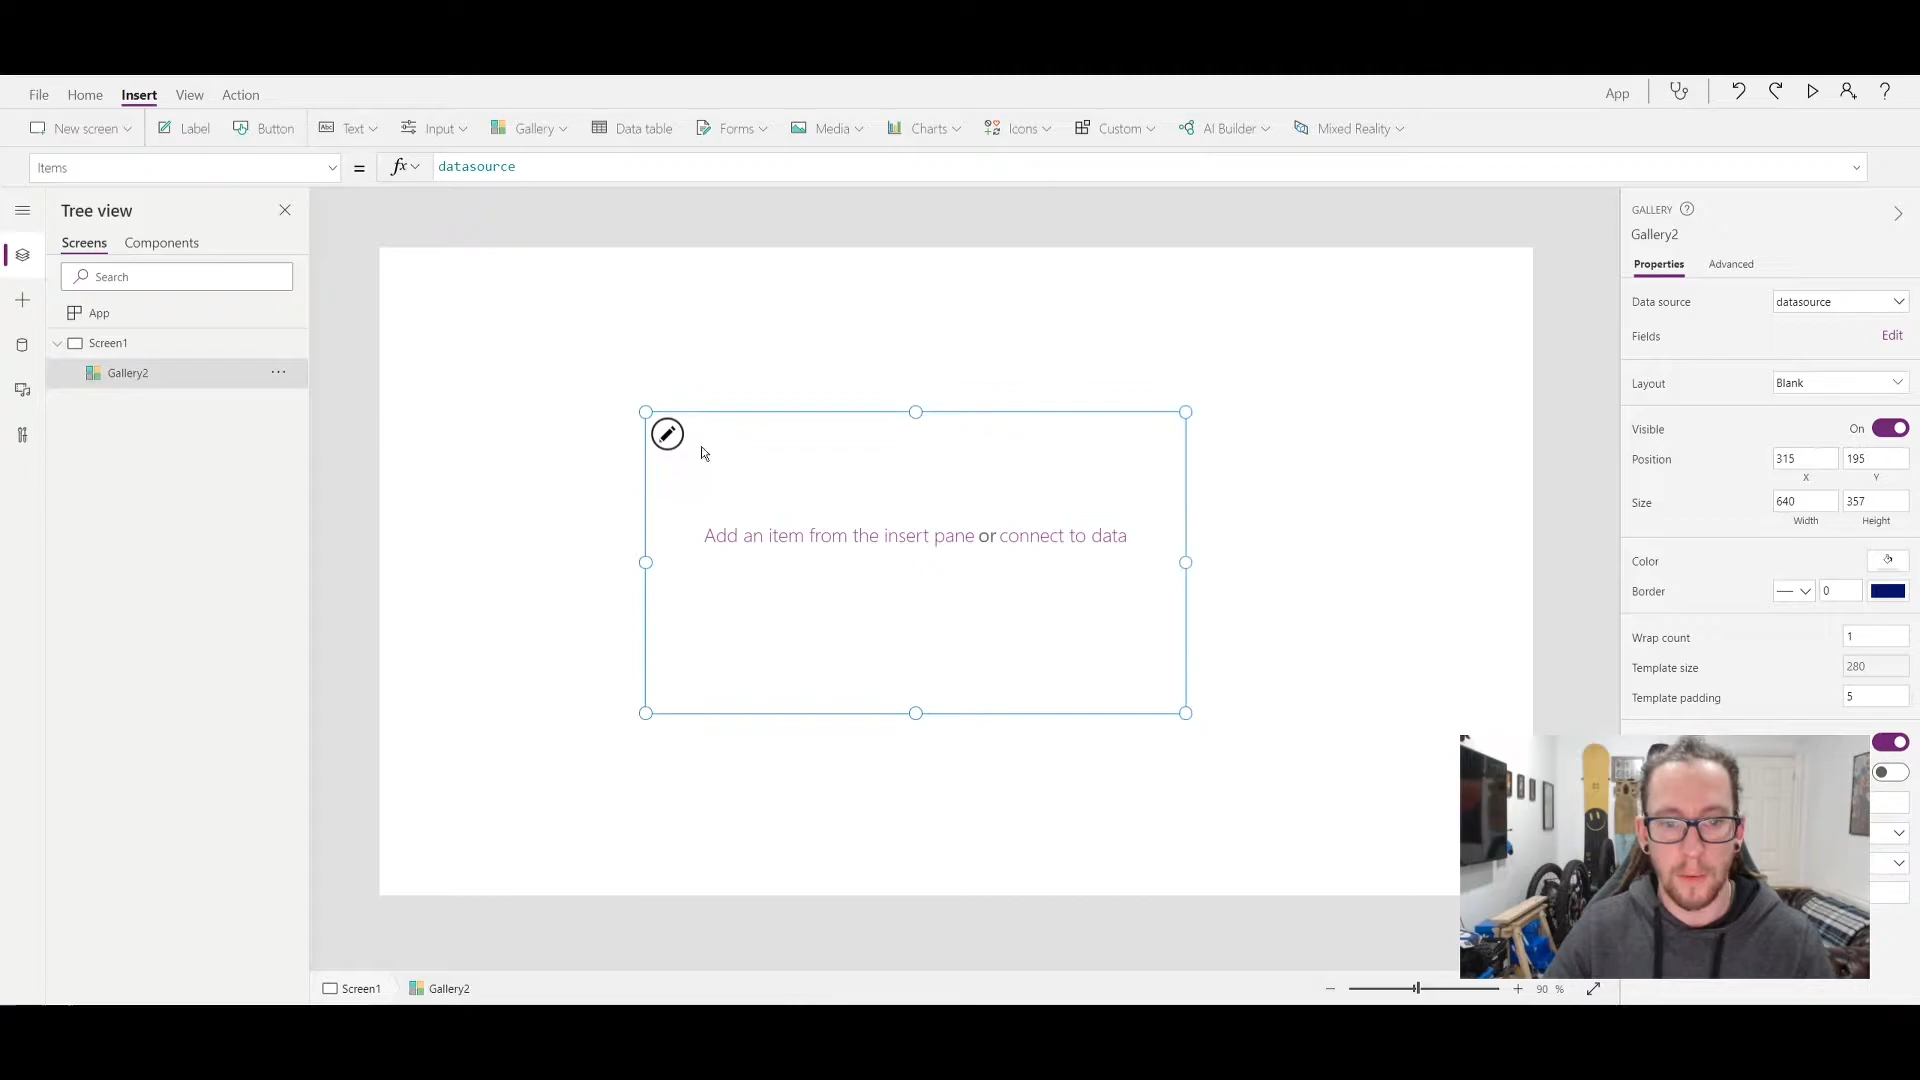 File Home Insert View Action App
New screen Label Button Text Input Gallery Data table Forms Media Charts Icons Custom AI Builder Mixed Reality
Items = fx datasource
Tree view
Screens Components
Search
App
Screen1
Gallery2
Add an item from the insert pane or connect to data
GALLERY
Gallery2
Properties Advanced
Data source datasource
Fields Edit
Layout Blank
Visible On
Position 315 195
X Y
Size 640 357
Width Height
Color
Border 0
Wrap count 1
Template size 280
Template padding 5
Screen1 Gallery2 90 %